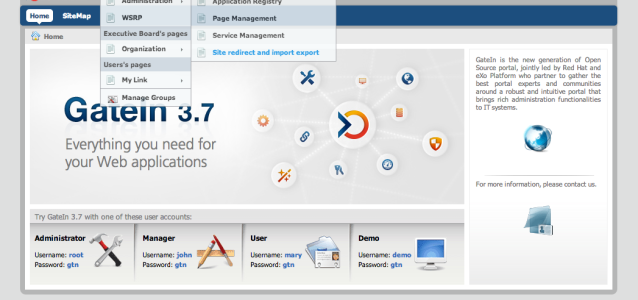 Administration
Application Registry
Home SiteMap
WSRP
Page Management
Home
Executive Board's pages
Service Management
Organization
Site redirect and import export
Users's pages
My Link
Manage Groups
GateIn 3.7
Everything you need for
your Web applications
GateIn is the new generation of Open
Source portal, jointly led by Red Hat and
eXo Platform who partner to gather the
best portal experts and communities
around a robust and intuitive portal that
brings rich administration functionalities
to IT systems.
For more information, please contact us.
Try GateIn 3.7 with one of these user accounts:
Administrator
Username: root
Password: gtn
Manager
Username: john
Password: gtn
User
Username: mary
Password: gtn
Demo
Username: demo
Password: gtn